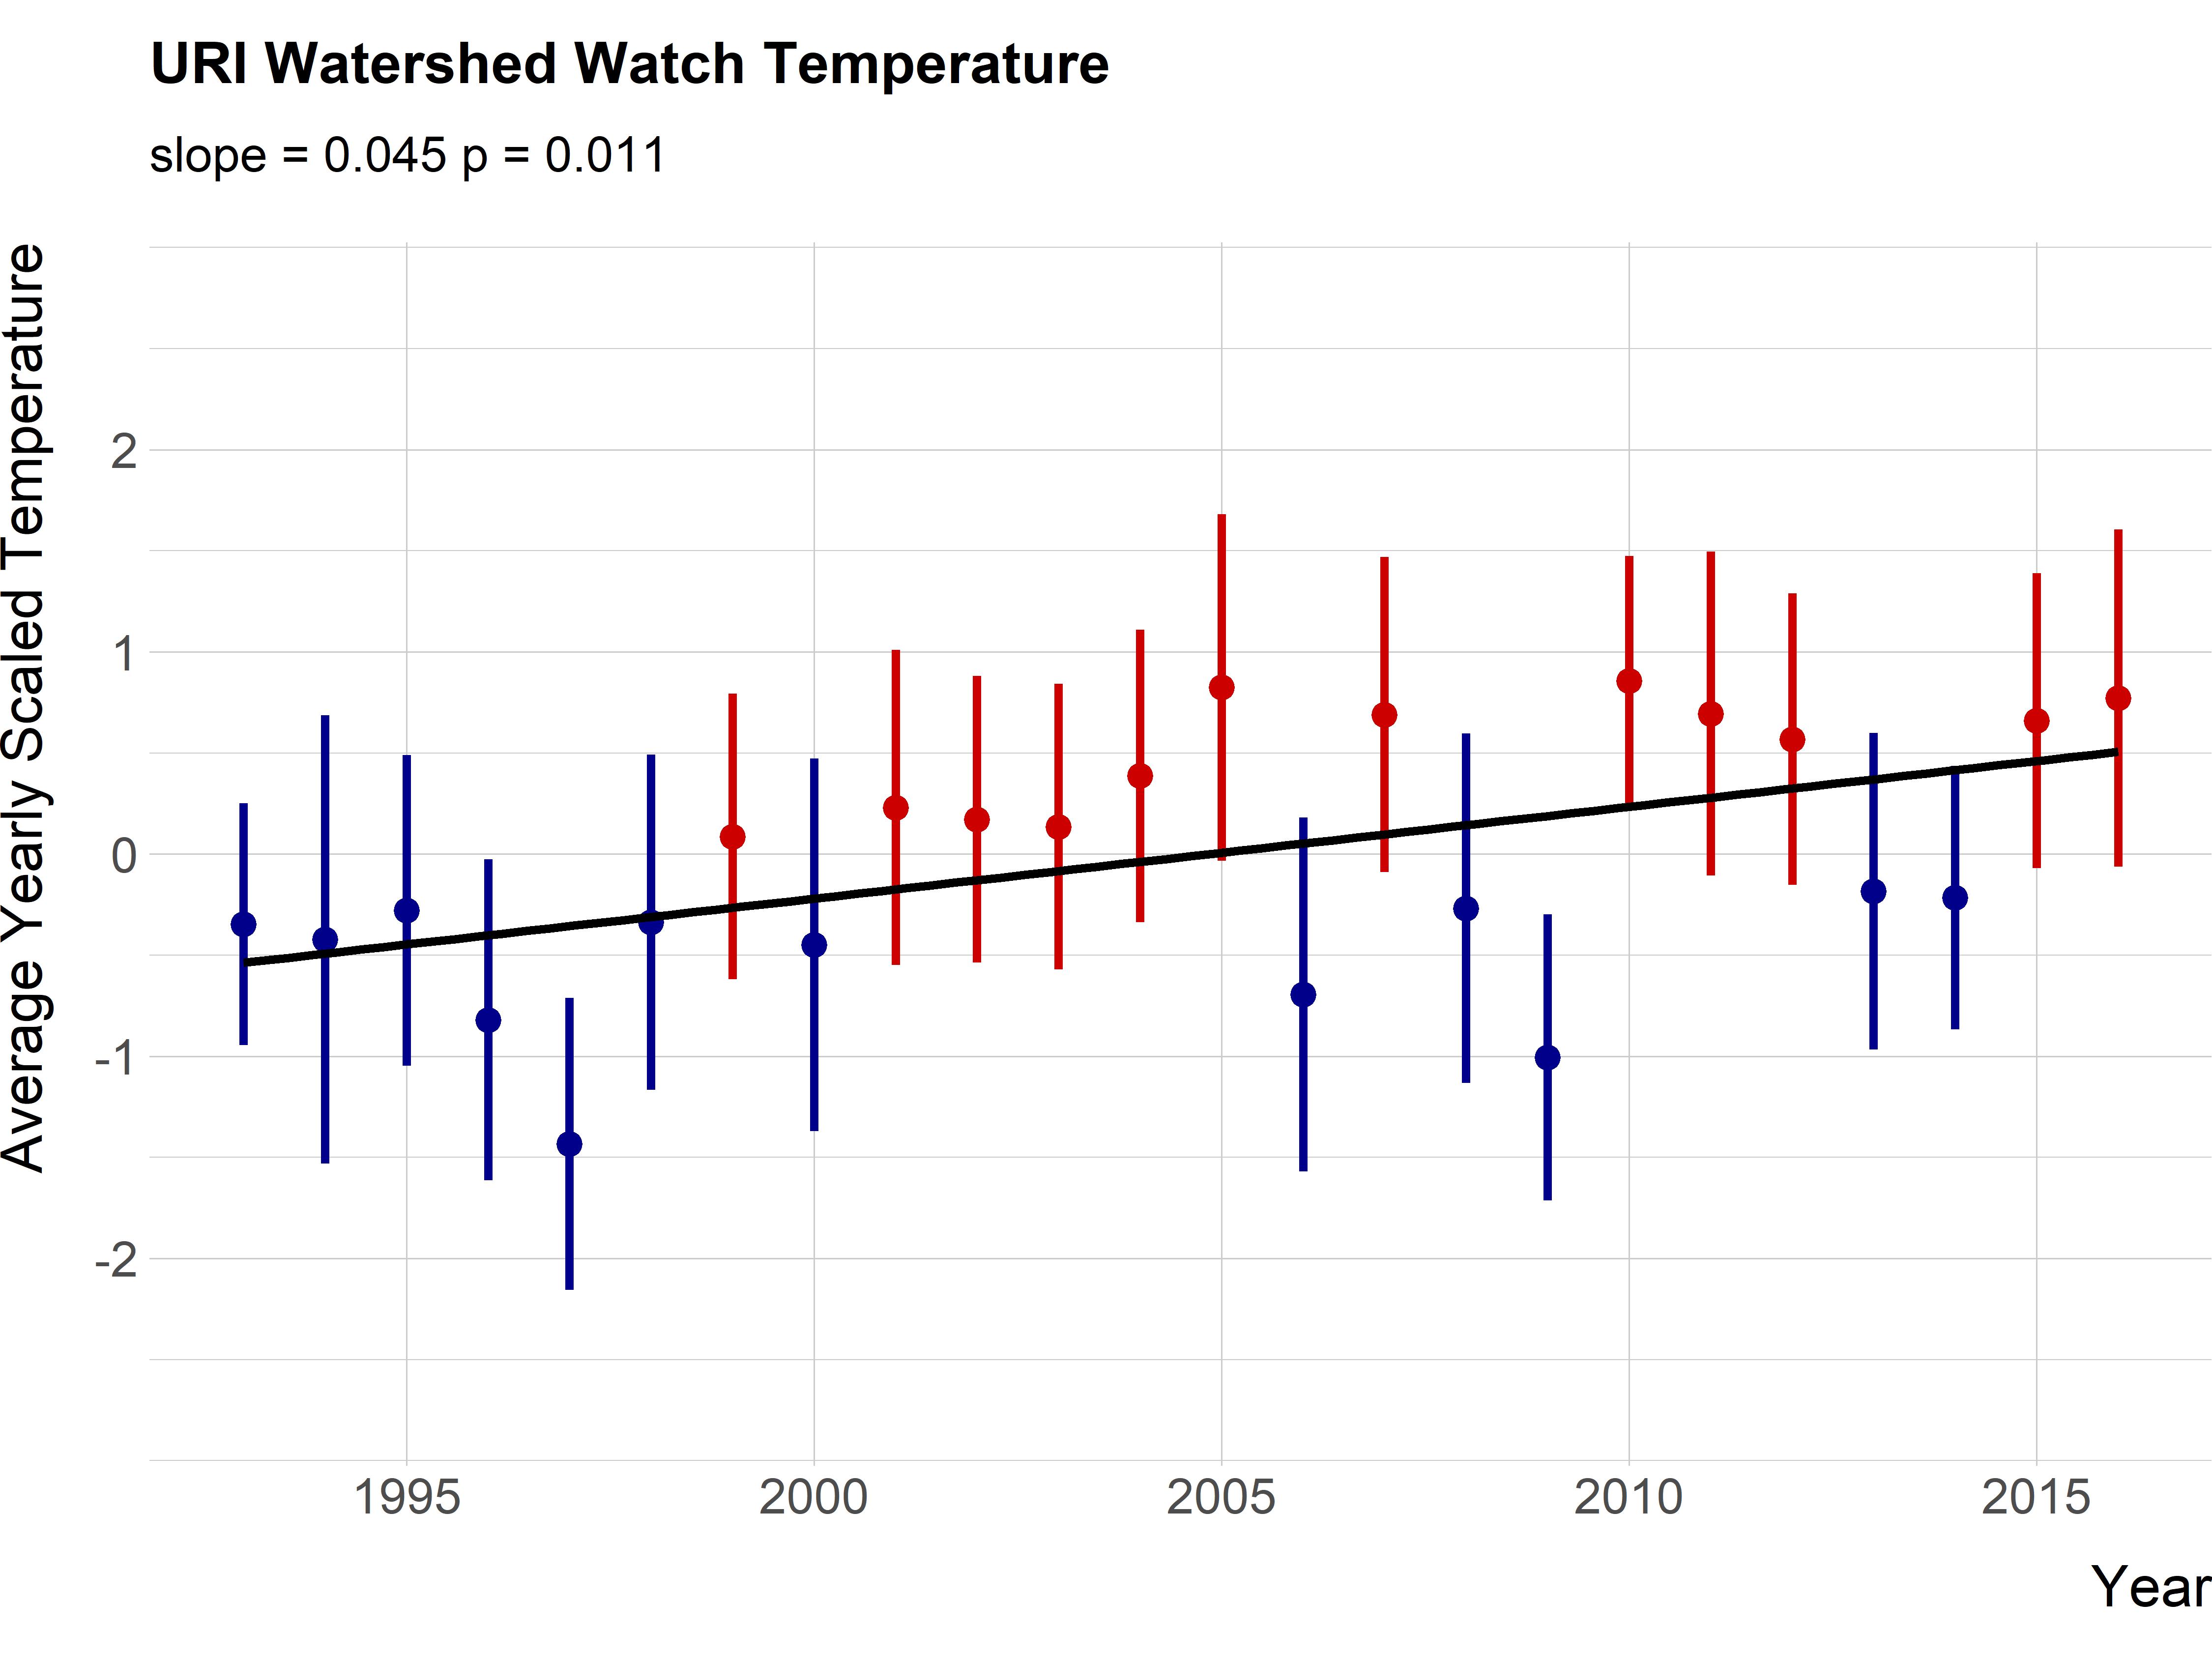 URI Watershed Watch Temperature
slope = 0.045 p = 0.011
Average Yearly Scaled Temperature
2
1
0
-1
-2
1995 2000 2005 2010 2015
Year